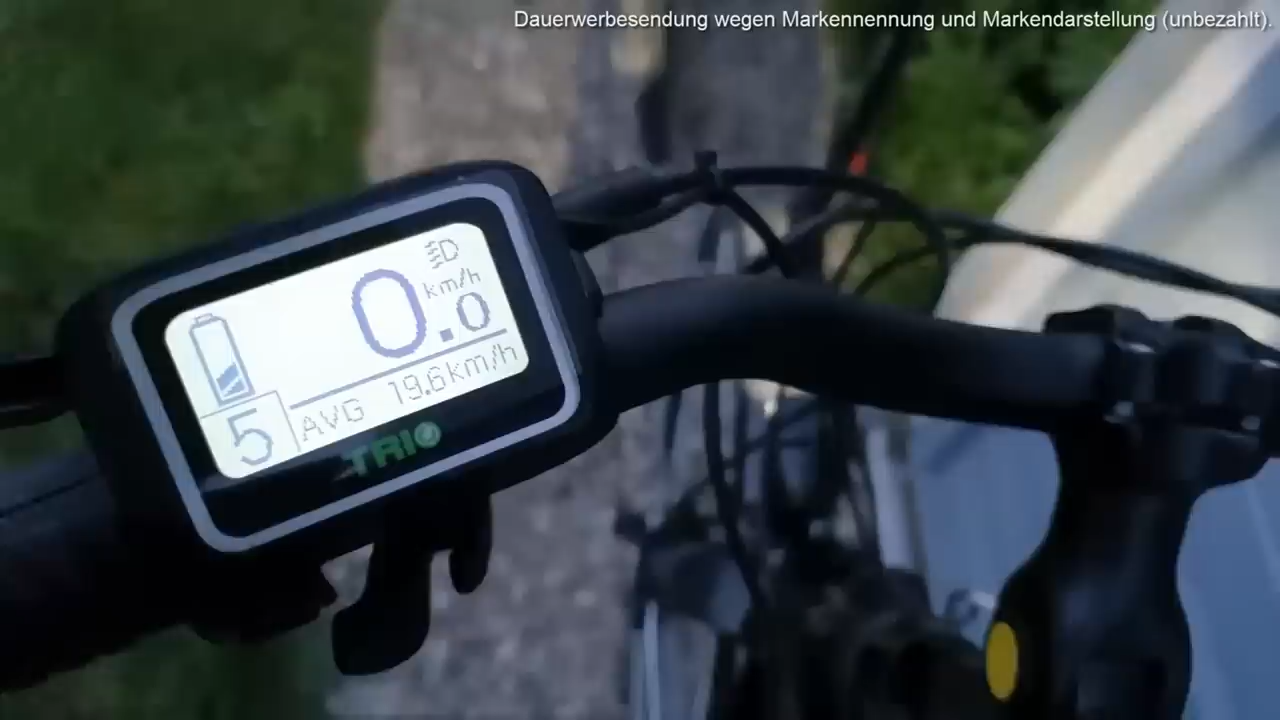 Dauerwerbesendung wegen Markennennung und Markendarstellung (unbezahlt).
0.0 km/h
5 AVG 19.6km/h
TRIO